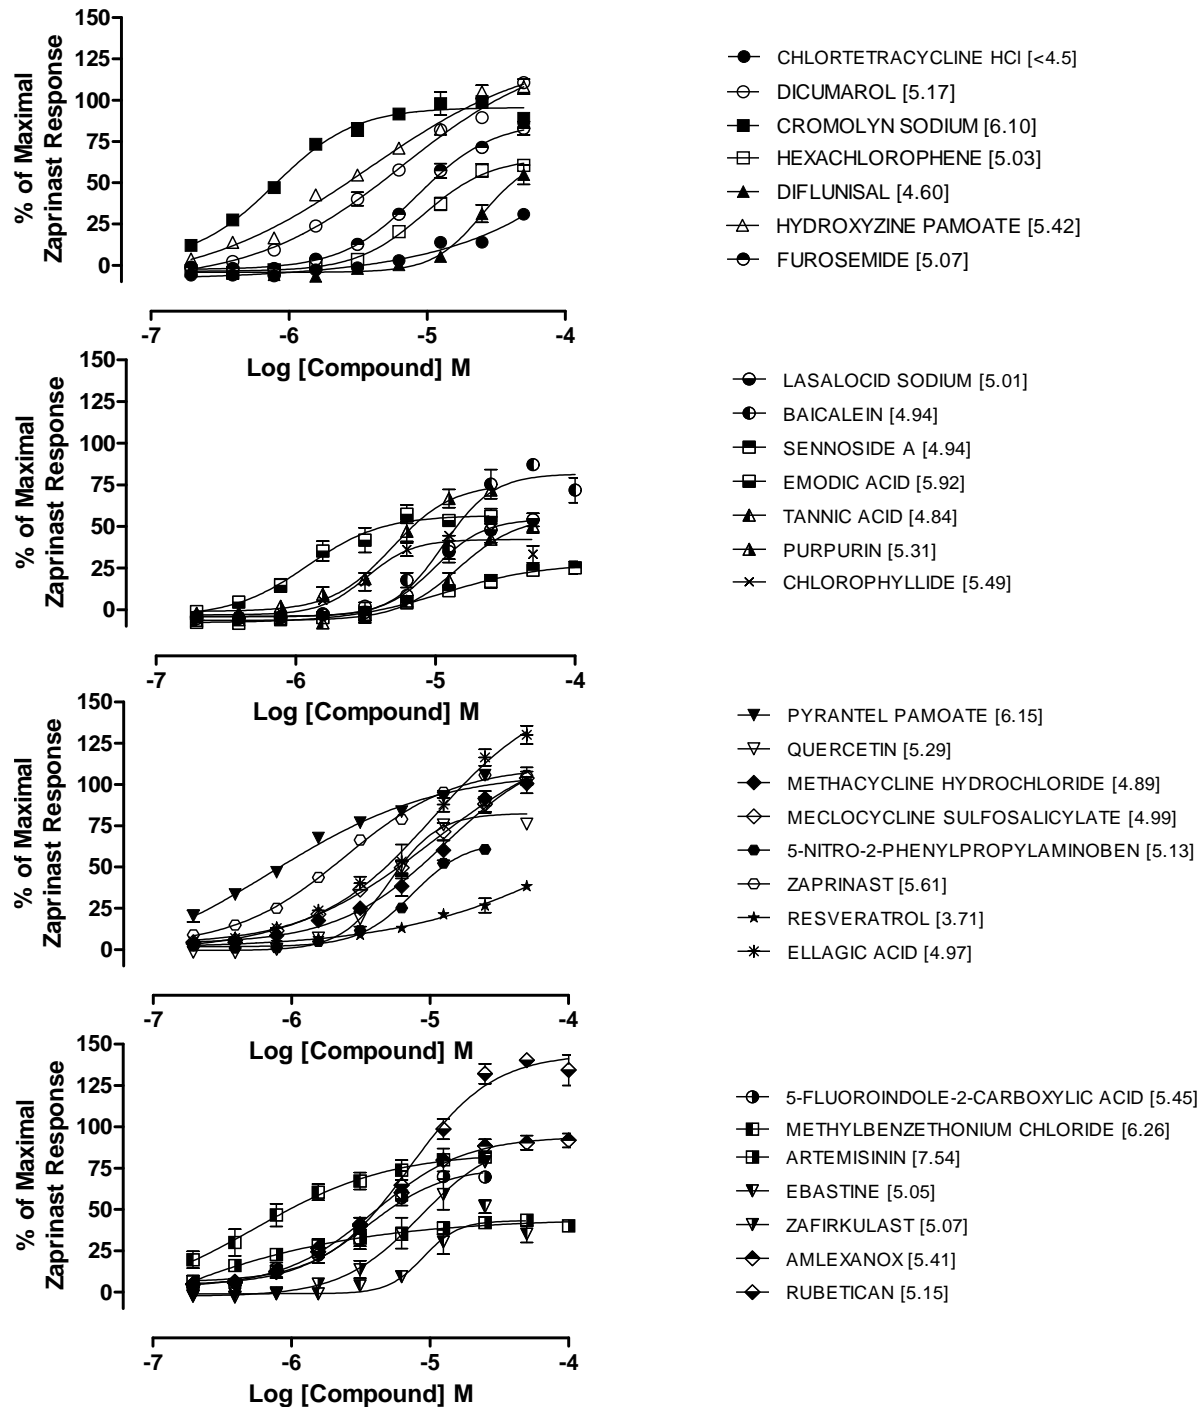 150
125
100
75
50
25
0
% of Maximal
Zaprinast Response
-7 -6 -5 -4
Log [Compound] M
CHLORTETRACYCLINE HCl [<4.5]
DICUMAROL [5.17]
CROMOLYN SODIUM [6.10]
HEXACHLOROPHENE [5.03]
DIFLUNISAL [4.60]
HYDROXYZINE PAMOATE [5.42]
FUROSEMIDE [5.07]
150
125
100
75
50
25
0
% of Maximal
Zaprinast Response
-7 -6 -5 -4
Log [Compound] M
LASALOCID SODIUM [5.01]
BAICALEIN [4.94]
SENNOSIDE A [4.94]
EMODIC ACID [5.92]
TANNIC ACID [4.84]
PURPURIN [5.31]
CHLOROPHYLLIDE [5.49]
150
125
100
75
50
25
0
% of Maximal
Zaprinast Response
-7 -6 -5 -4
Log [Compound] M
PYRANTEL PAMOATE [6.15]
QUERCETIN [5.29]
METHACYCLINE HYDROCHLORIDE [4.89]
MECLOCYCLINE SULFOSALICYLATE [4.99]
5-NITRO-2-PHENYLPROPYLAMINOBEN [5.13]
ZAPRINAST [5.61]
RESVERATROL [3.71]
ELLAGIC ACID [4.97]
150
125
100
75
50
25
0
% of Maximal
Zaprinast Response
-7 -6 -5 -4
Log [Compound] M
5-FLUOROINDOLE-2-CARBOXYLIC ACID [5.45]
METHYLBENZETHONIUM CHLORIDE [6.26]
ARTEMISININ [7.54]
EBASTINE [5.05]
ZAFIRKULAST [5.07]
AMLEXANOX [5.41]
RUBETICAN [5.15]